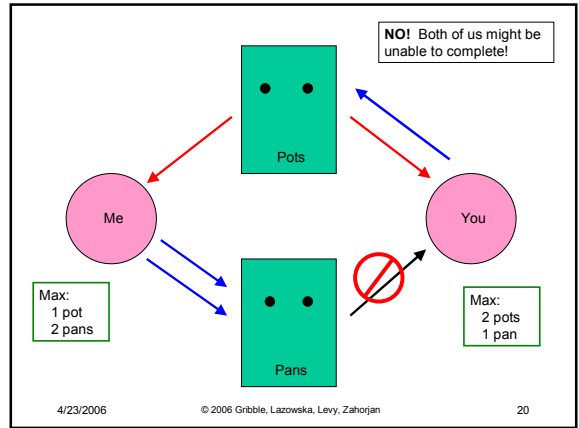 NO! Both of us might be
unable to complete!
Pots
Me
You
Max:
1 pot
2 pans
Max:
2 pots
1 pan
Pans
4/23/2006
© 2006 Gribble, Lazowska, Levy, Zahorjan
20